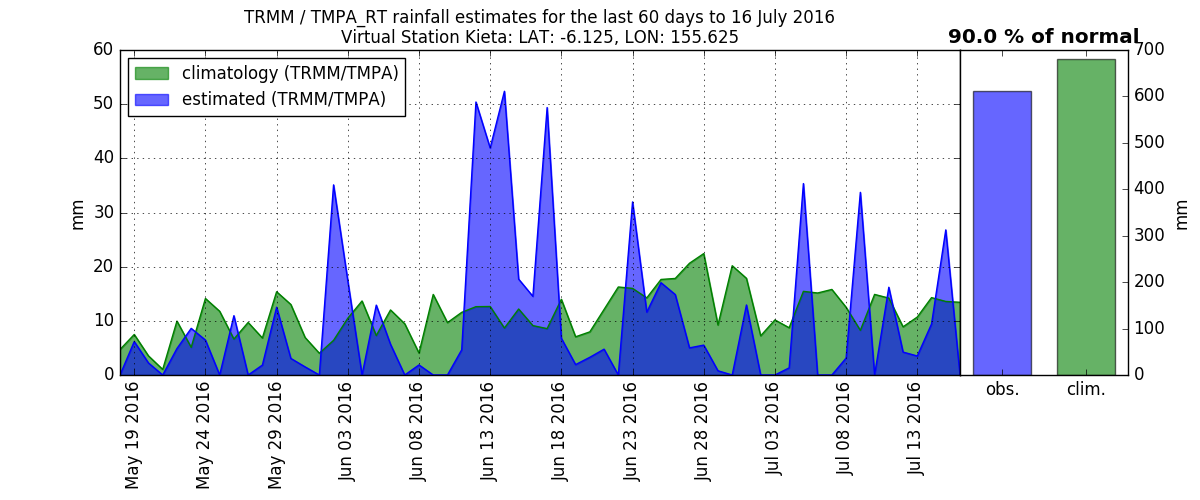 TRMM / TMPA_RT rainfall estimates for the last 60 days to 16 July 2016
Virtual Station Kieta: LAT: -6.125, LON: 155.625
90.0 % of normal
climatology (TRMM/TMPA)
estimated (TRMM/TMPA)
60
50
40
30
20
10
0
mm
700
600
500
400
300
200
100
0
mm
May 19 2016
May 24 2016
May 29 2016
Jun 03 2016
Jun 08 2016
Jun 13 2016
Jun 18 2016
Jun 23 2016
Jun 28 2016
Jul 03 2016
Jul 08 2016
Jul 13 2016
obs.
clim.